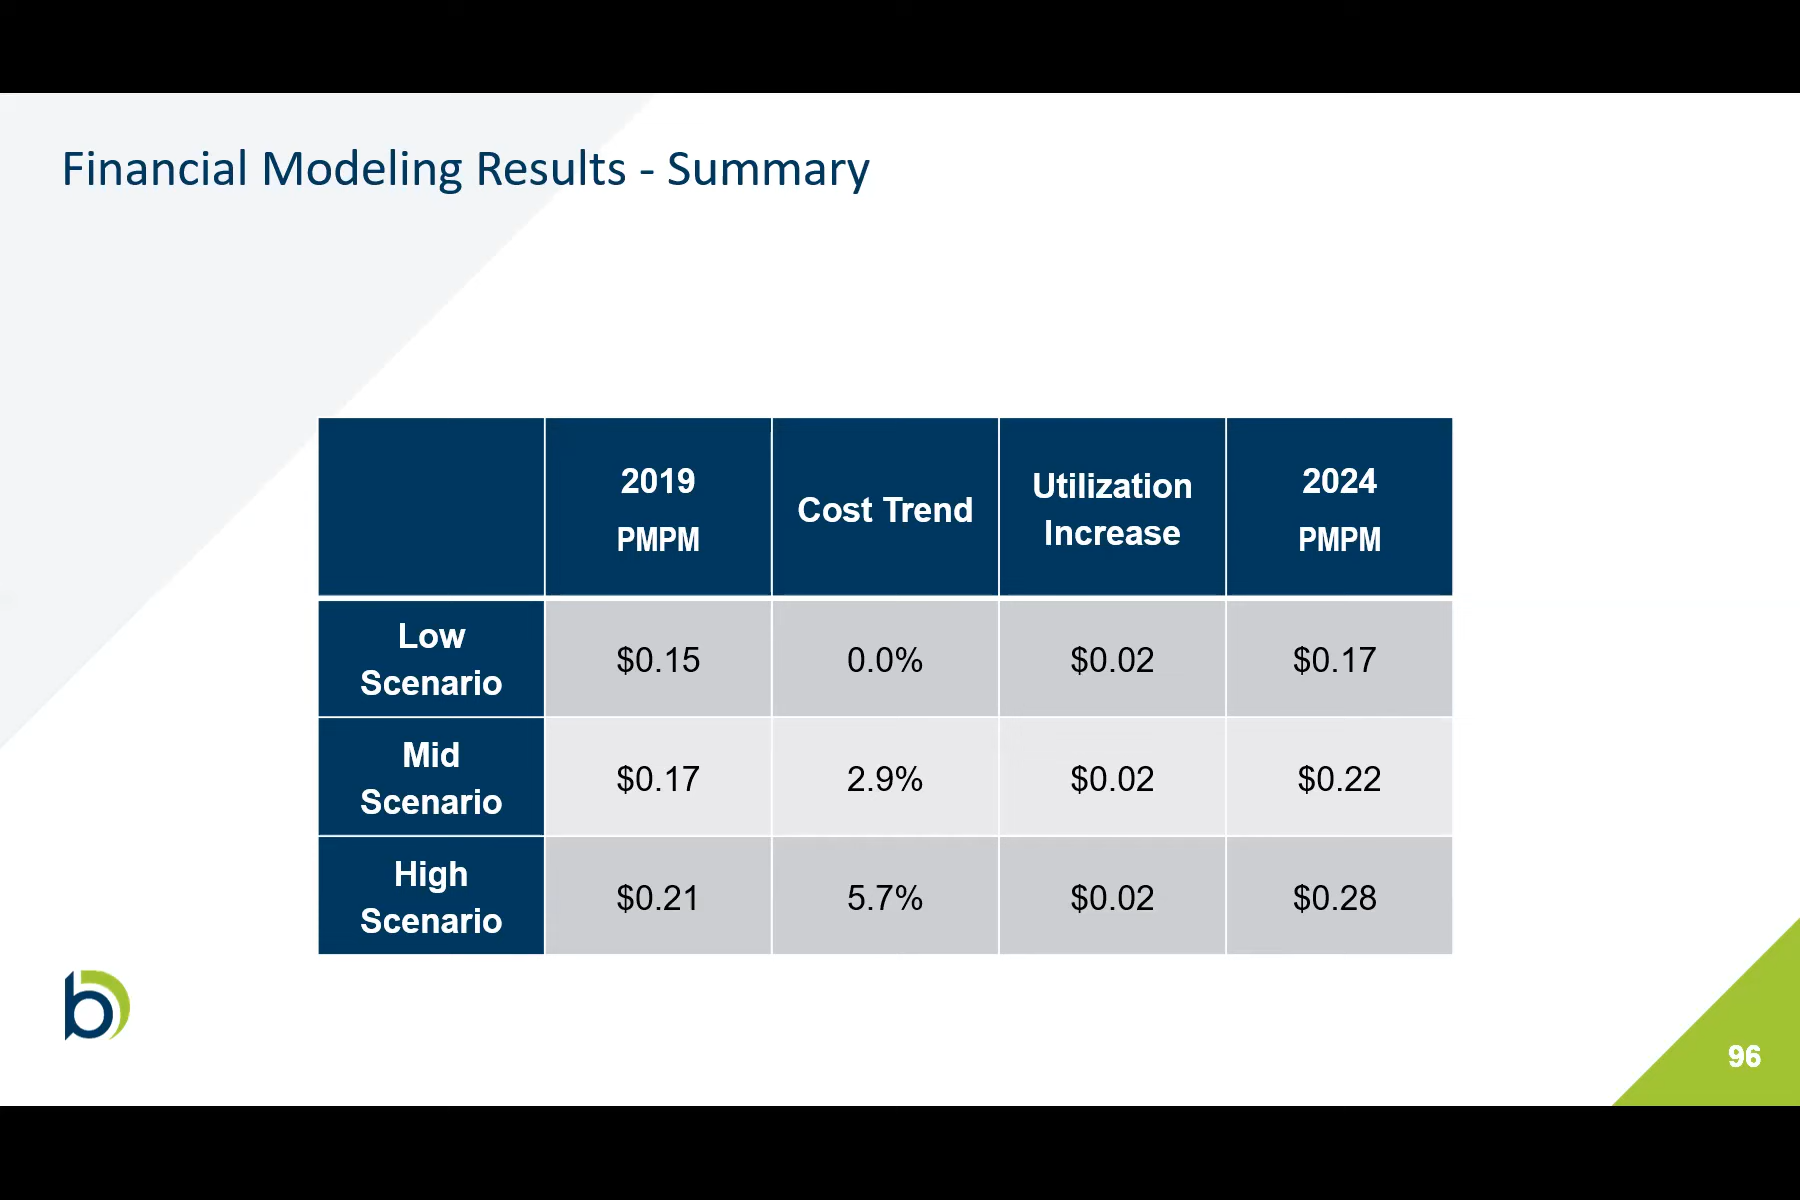 Financial Modeling Results - Summary
2019
PMPM
Cost Trend
Utilization
Increase
2024
PMPM
Low
Scenario
$0.15
0.0%
$0.02
$0.17
Mid
Scenario
$0.17
2.9%
$0.02
$0.22
High
Scenario
$0.21
5.7%
$0.02
$0.28
b
96